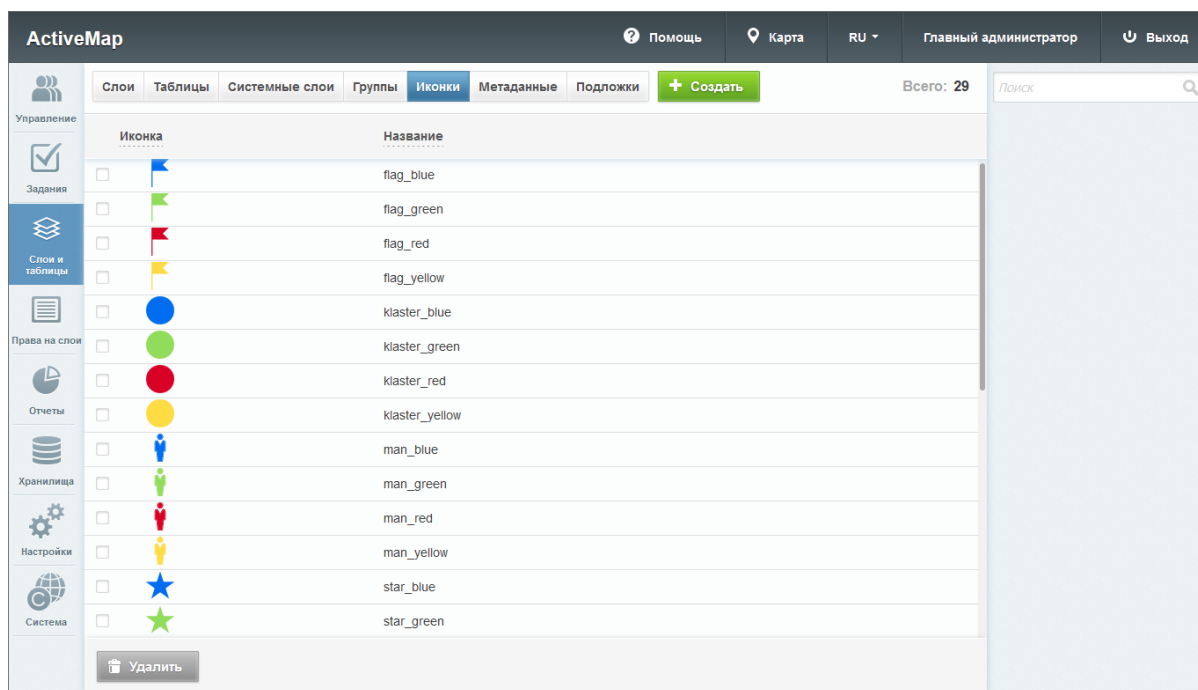 ActiveMap
Помощь
Карта
RU
Главный администратор
Выход
Управление
Задания
Слои и
таблицы
Права на слои
Отчеты
Хранилища
Настройки
Система
Слои
Таблицы
Системные слои
Группы
Иконки
Метаданные
Подложки
Создать
Всего: 29
Поиск
Иконка
Название
flag_blue
flag_green
flag_red
flag_yellow
klaster_blue
klaster_green
klaster_red
klaster_yellow
man_blue
man_green
man_red
man_yellow
star_blue
star_green
Удалить